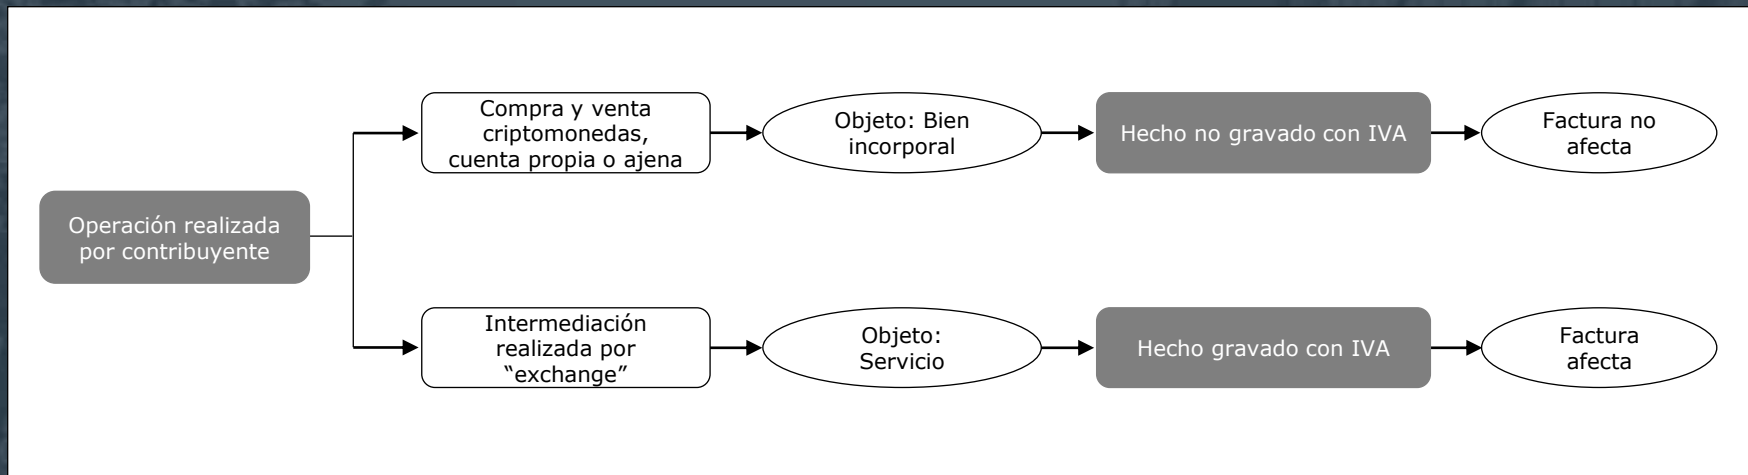 Operación realizada
por contribuyente
Compra y venta
criptomonedas,
cuenta propia o ajena
Objeto: Bien
incorporal
Hecho no gravado con IVA
Factura no
afecta
Intermediación
realizada por
“exchange”
Objeto:
Servicio
Hecho gravado con IVA
Factura
afecta